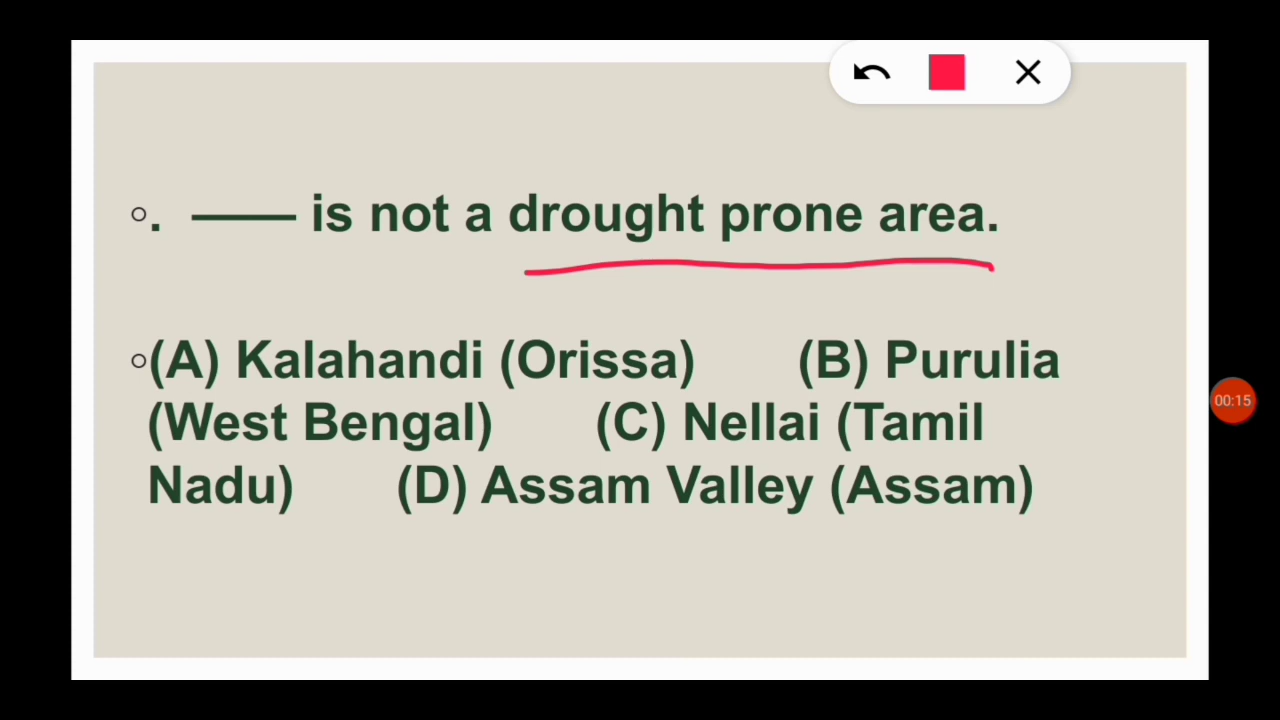 . —— is not a drought prone area.
(A) Kalahandi (Orissa) (B) Purulia
(West Bengal) (C) Nellai (Tamil
Nadu) (D) Assam Valley (Assam)
00:15